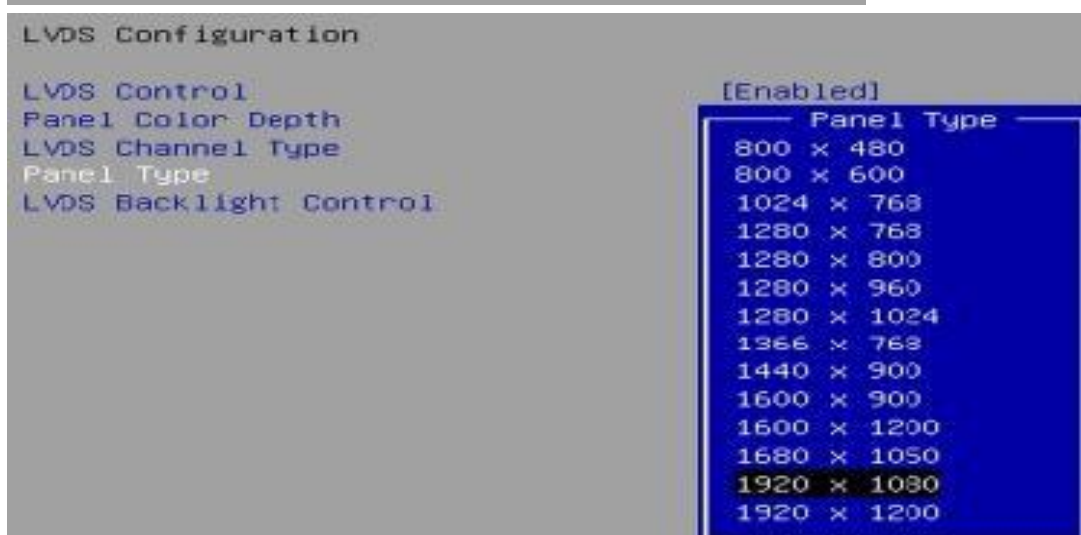 LVDS Configuration
LVDS Control [Enabled]
Panel Color Depth
LVDS Channel Type
Panel Type
LVDS Backlight Control
Panel Type
800 x 480
800 x 600
1024 x 768
1280 x 768
1280 x 800
1280 x 960
1280 x 1024
1366 x 768
1440 x 900
1600 x 900
1600 x 1200
1680 x 1050
1920 x 1080
1920 x 1200